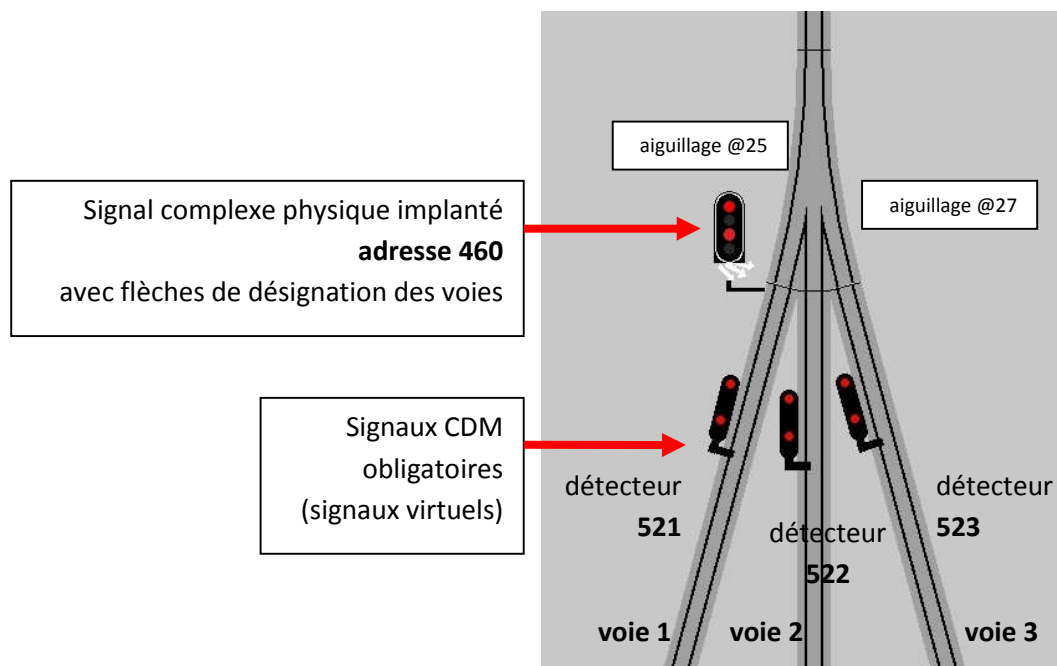 aiguillage @25
Signal complexe physique implanté
adresse 460
avec flèches de désignation des voies
aiguillage @27
Signaux CDM
obligatoires
(signaux virtuels)
détecteur
521
détecteur
522
détecteur
523
voie 1
voie 2
voie 3